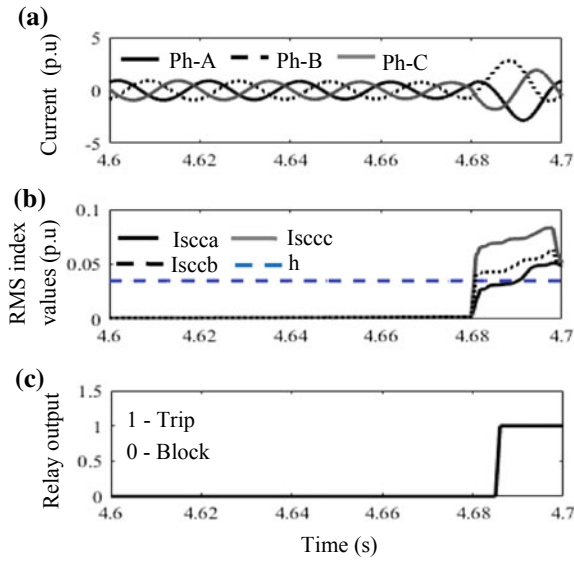 (a)
Current (p.u)
5
0
-5
Ph-A Ph-B Ph-C
4.6 4.62 4.64 4.66 4.68 4.7
(b)
RMS index
values (p.u)
0.1
0.05
0
Iscca Isccc
Isccb h
4.6 4.62 4.64 4.66 4.68 4.7
(c)
Relay output
1.5
1
0.5
0
1 - Trip
0 - Block
4.6 4.62 4.64 4.66 4.68 4.7
Time (s)